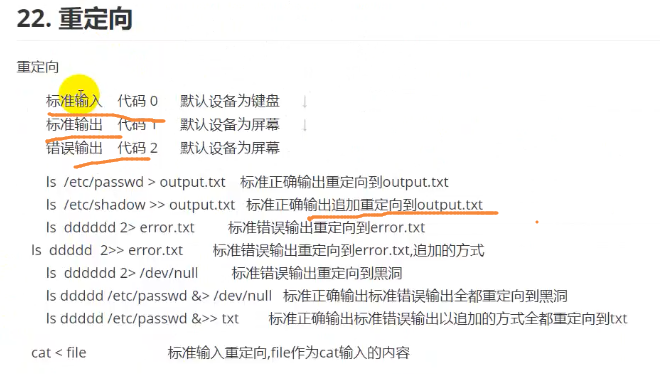 22. 重定向
重定向
标准输入 代码 0 默认设备为键盘 ↓
标准输出 代码 1 默认设备为屏幕 ↓
错误输出 代码 2 默认设备为屏幕
ls /etc/passwd > output.txt 标准正确输出重定向到output.txt
ls /etc/shadow >> output.txt 标准正确输出追加重定向到output.txt
ls dddddd 2> error.txt 标准错误输出重定向到error.txt
ls ddddd 2>> error.txt 标准错误输出重定向到error.txt,追加的方式
ls dddddd 2> /dev/null 标准错误输出重定向到黑洞
ls ddddd /etc/passwd &> /dev/null 标准正确输出标准错误输出全都重定向到黑洞
ls ddddd /etc/passwd &>> txt 标准正确输出标准错误输出以追加的方式全都重定向到txt
cat < file 标准输入重定向,file作为cat输入的内容